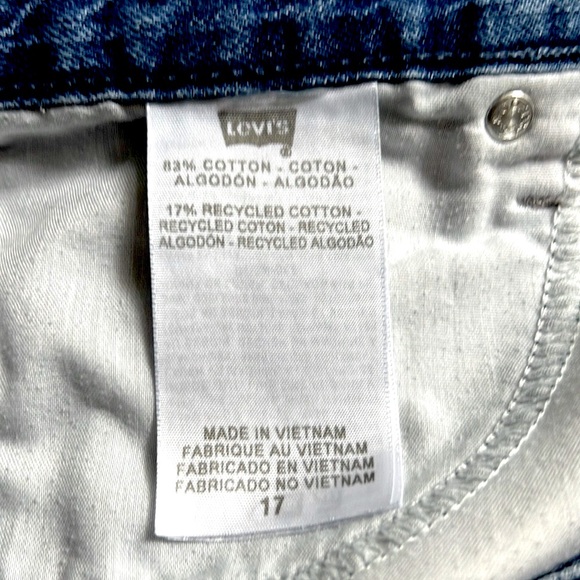 Levi's
83% COTTON - COTON -
ALGODÓN - ALGODÃO
17% RECYCLED COTTON -
RECYCLED COTON - RECYCLED
ALGODÓN - RECYCLED ALGODÃO
MADE IN VIETNAM
FABRIQUE AU VIETNAM
FABRICADO EN VIETNAM
FABRICADO NO VIETNAM
17